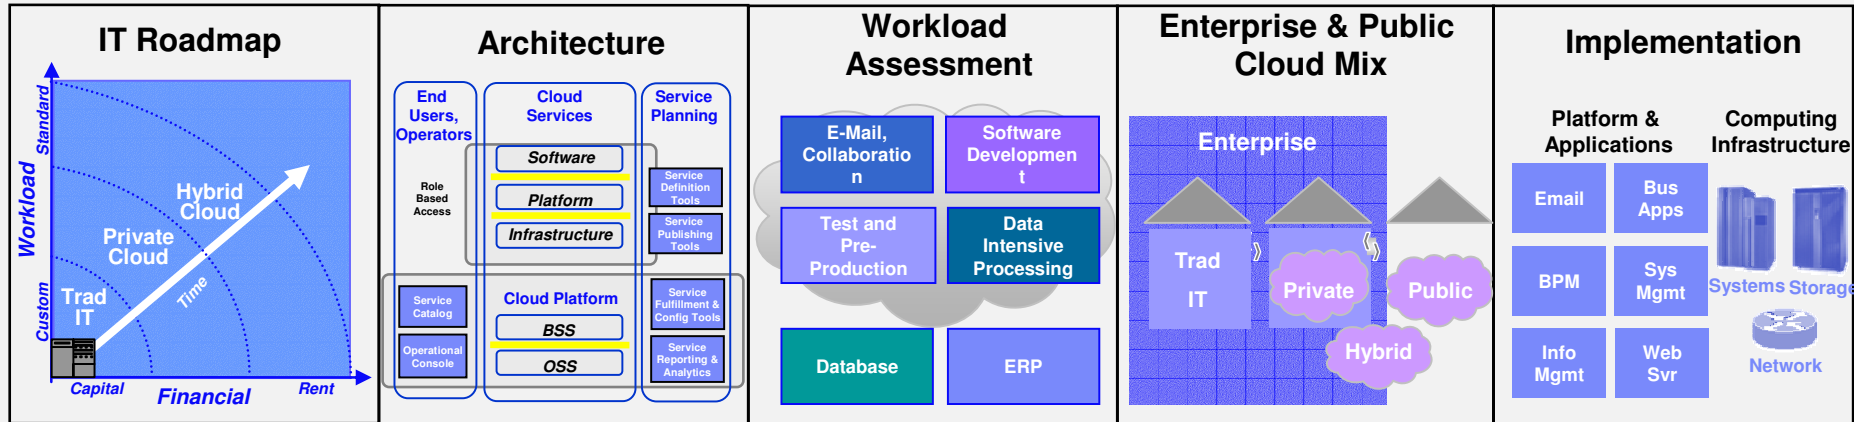 IT Roadmap
Standard
Workload
Custom
Hybrid
Cloud
Private
Cloud
Time
Trad
IT
Capital
Financial
Rent
Architecture
End
Users,
Operators
Cloud
Services
Service
Planning
Role
Based
Access
Software
Platform
Infrastructure
Service
Definition
Tools
Service
Publishing
Tools
Service
Catalog
Operational
Console
Cloud Platform
BSS
OSS
Service
Fulfillment &
Config Tools
Service
Reporting &
Analytics
Workload
Assessment
E-Mail,
Collaboratio
n
Software
Developmen
t
Test and
Pre-
Production
Data
Intensive
Processing
Database
ERP
Enterprise & Public
Cloud Mix
Enterprise
Trad
IT
Private
Public
Hybrid
Implementation
Platform &
Applications
Computing
Infrastructure
Email
Bus
Apps
BPM
Sys
Mgmt
Info
Mgmt
Web
Svr
Systems
Storage
Network